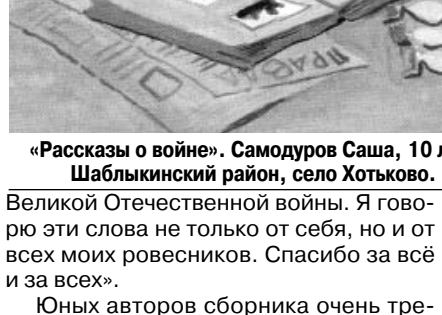 ПРАВДА
«Рассказы о войне». Самодуров Саша, 10 л
Шаблыкинский район, село Хотьково.
Великой Отечественной войны. Я гово-
рю эти слова не только от себя, но и от
всех моих ровесников. Спасибо за всё
и за всех».
Юных авторов сборника очень тре-